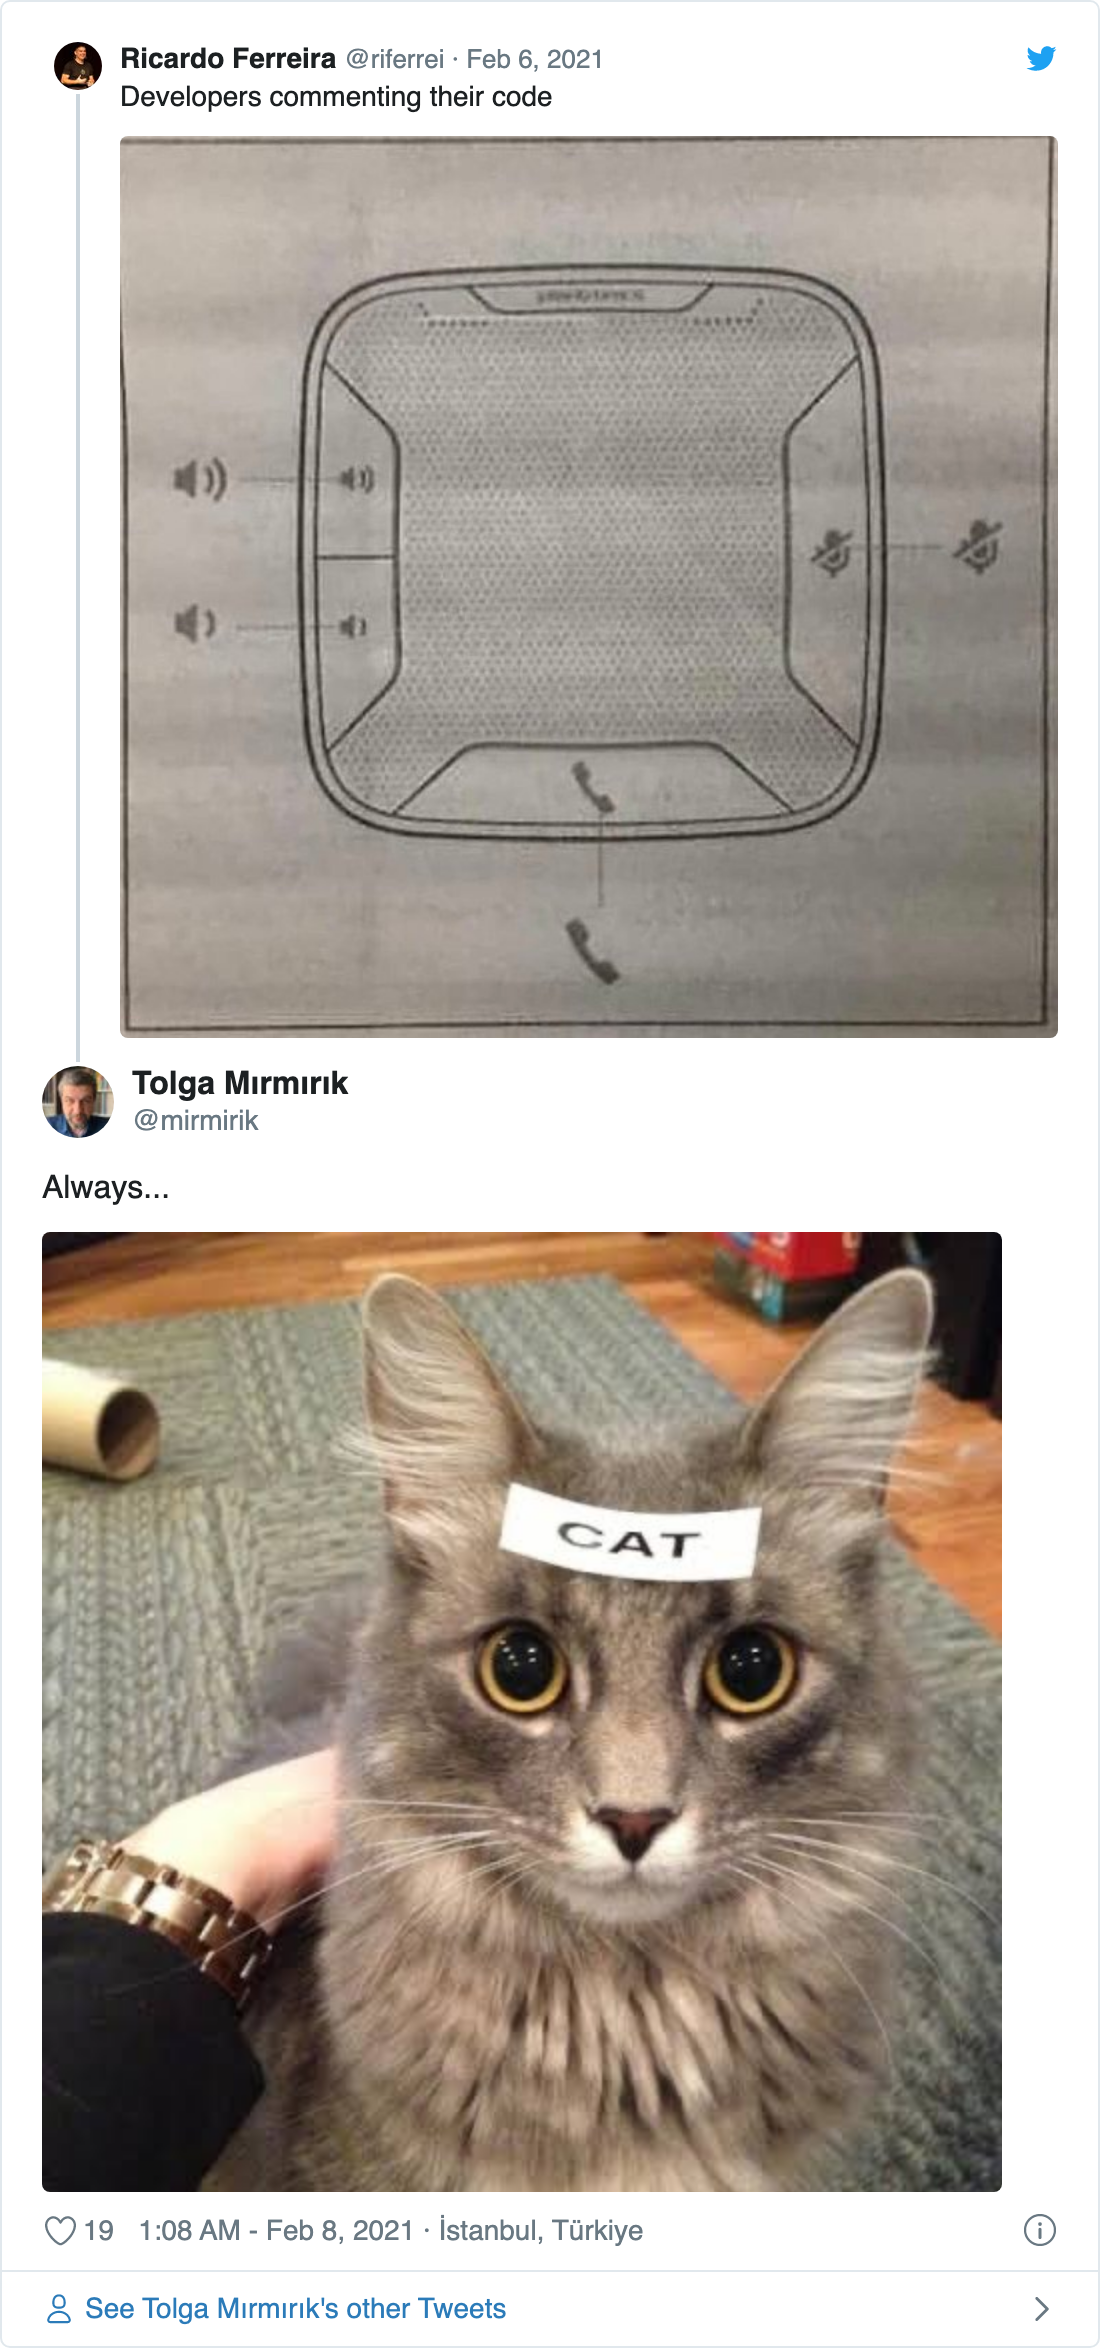 Ricardo Ferreira @riferrei · Feb 6, 2021
Developers commenting their code
Tolga Mırmırık
@mirmirik
Always...
CAT
19 1:08 AM - Feb 8, 2021 · İstanbul, Türkiye
See Tolga Mırmırık's other Tweets